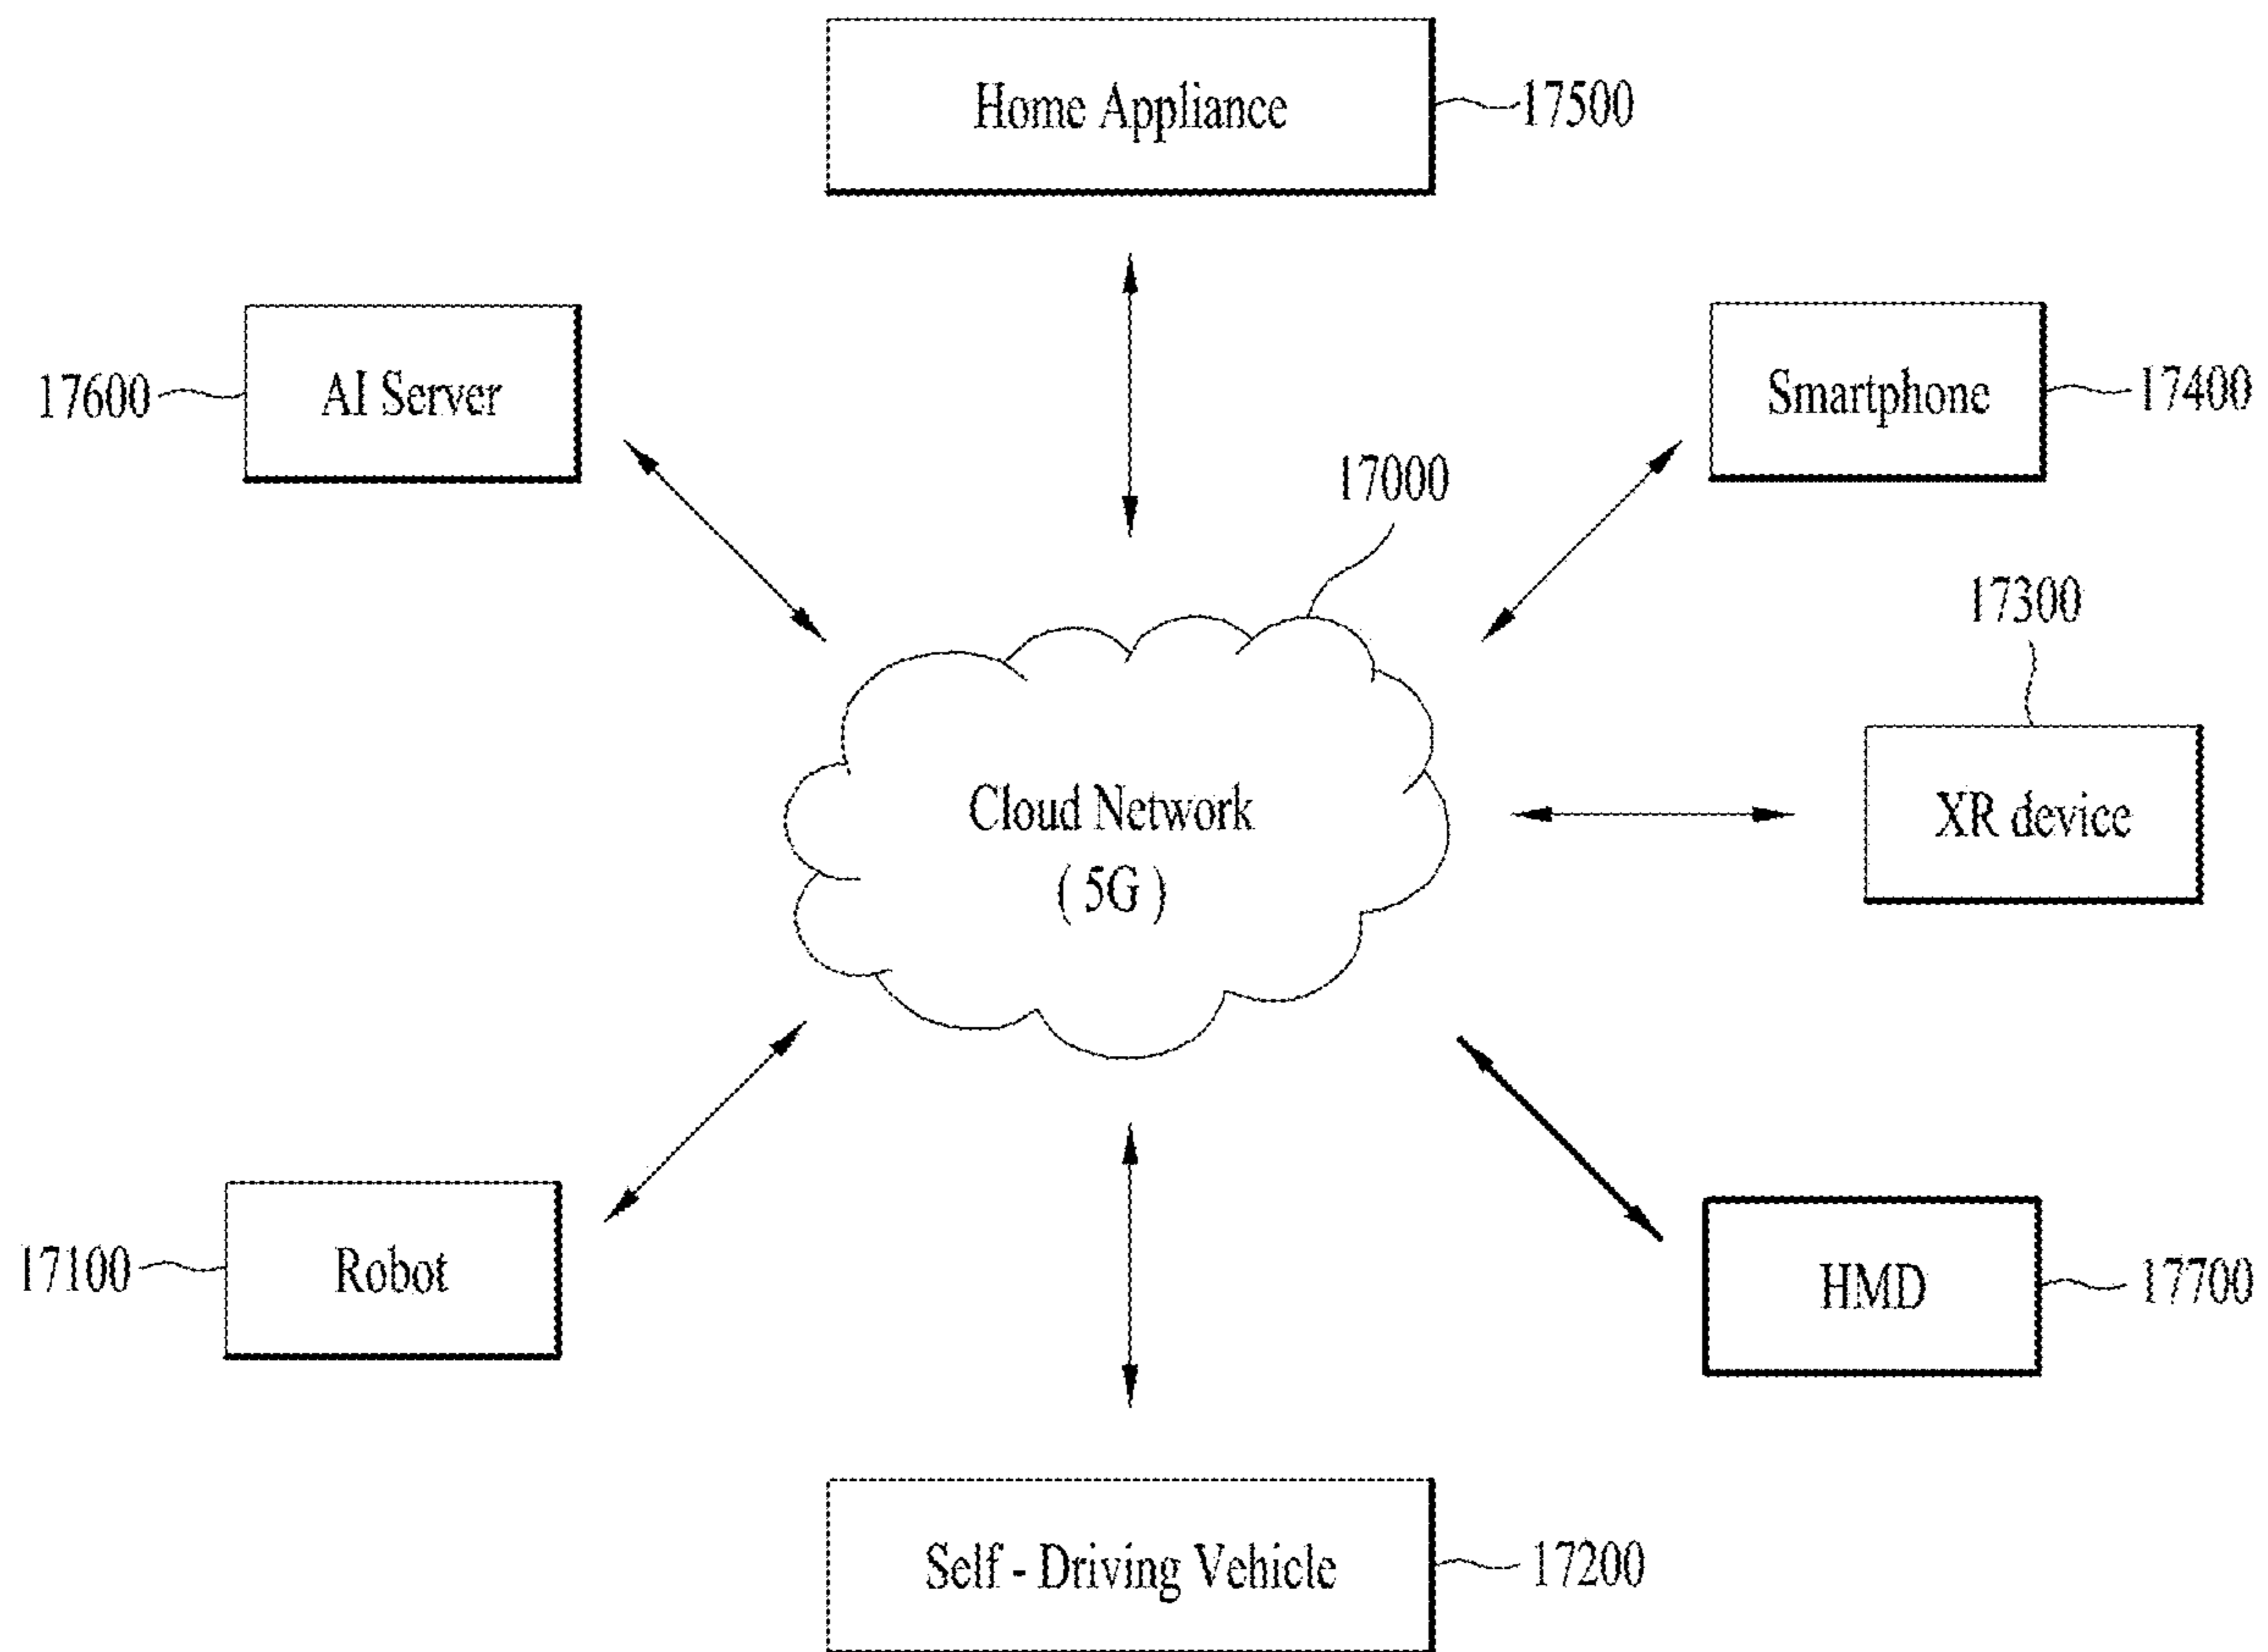 Home Appliance
17500
17600
AI Server
Smartphone
17400
17000
17300
Cloud Network
( 5G )
XR device
17100
Robot
HMD
17700
Self - Driving Vehicle
17200